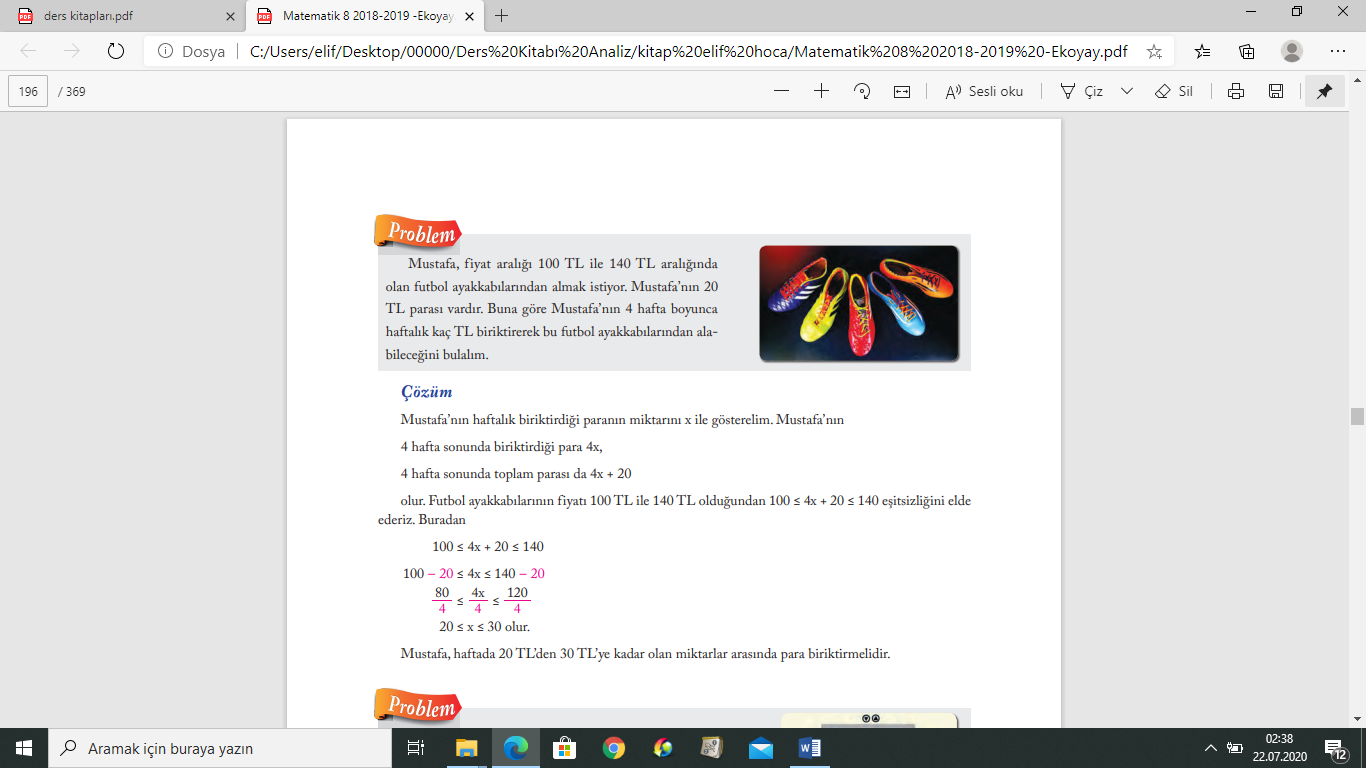 ders kitapları.pdf
Matematik 8 2018-2019 -Ekoyay
Dosya
C:/Users/elif/Desktop/00000/Ders%20Kitabı%20Analiz/kitap%20elif%20hoca/Matematik%208%202018-2019%20-Ekoyay.pdf
196 / 369
Sesli oku
Çiz
Sil
Problem
Mustafa, fiyat aralığı 100 TL ile 140 TL aralığında
olan futbol ayakkabılarından almak istiyor. Mustafa’nın 20
TL parası vardır. Buna göre Mustafa’nın 4 hafta boyunca
haftalık kaç TL biriktirerek bu futbol ayakkabılarından ala-
bileceğini bulalım.
Çözüm
Mustafa’nın haftalık biriktirdiği paranın miktarını x ile gösterelim. Mustafa’nın
4 hafta sonunda biriktirdiği para 4x,
4 hafta sonunda toplam parası da 4x + 20
olur. Futbol ayakkabılarının fiyatı 100 TL ile 140 TL olduğundan 100 ≤ 4x + 20 ≤ 140 eşitsizliğini elde
ederiz. Buradan
100 ≤ 4x + 20 ≤ 140
100 – 20 ≤ 4x ≤ 140 – 20
80/4 ≤ 4x/4 ≤ 120/4
20 ≤ x ≤ 30 olur.
Mustafa, haftada 20 TL’den 30 TL’ye kadar olan miktarlar arasında para biriktirmelidir.
Problem
Aramak için buraya yazın
02:38
22.07.2020
12